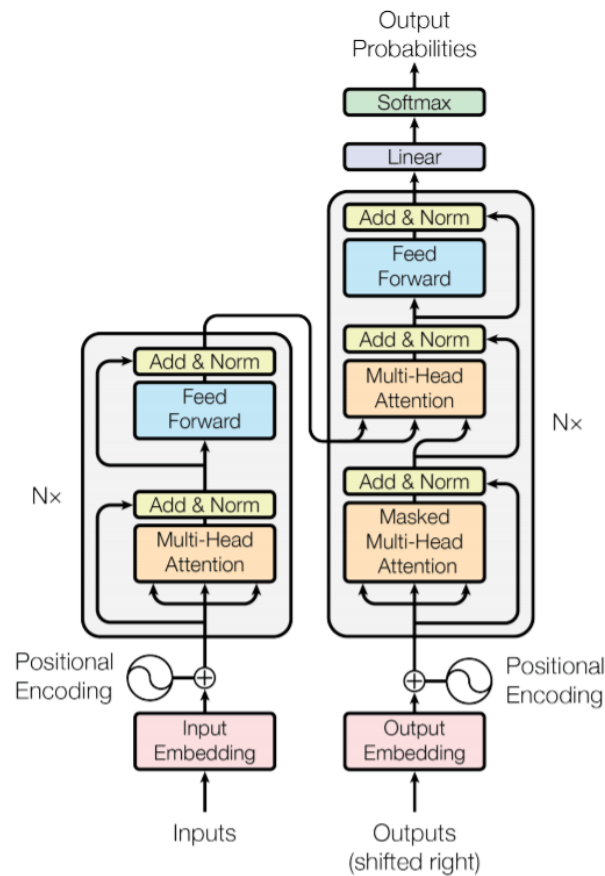 Output
Probabilities
Softmax
Linear
Add & Norm
Feed
Forward
Add & Norm
Multi-Head
Attention
Add & Norm
Masked
Multi-Head
Attention
Nx
Add & Norm
Feed
Forward
Add & Norm
Multi-Head
Attention
Nx
Positional
Encoding
Positional
Encoding
Input
Embedding
Output
Embedding
Inputs
Outputs
(shifted right)